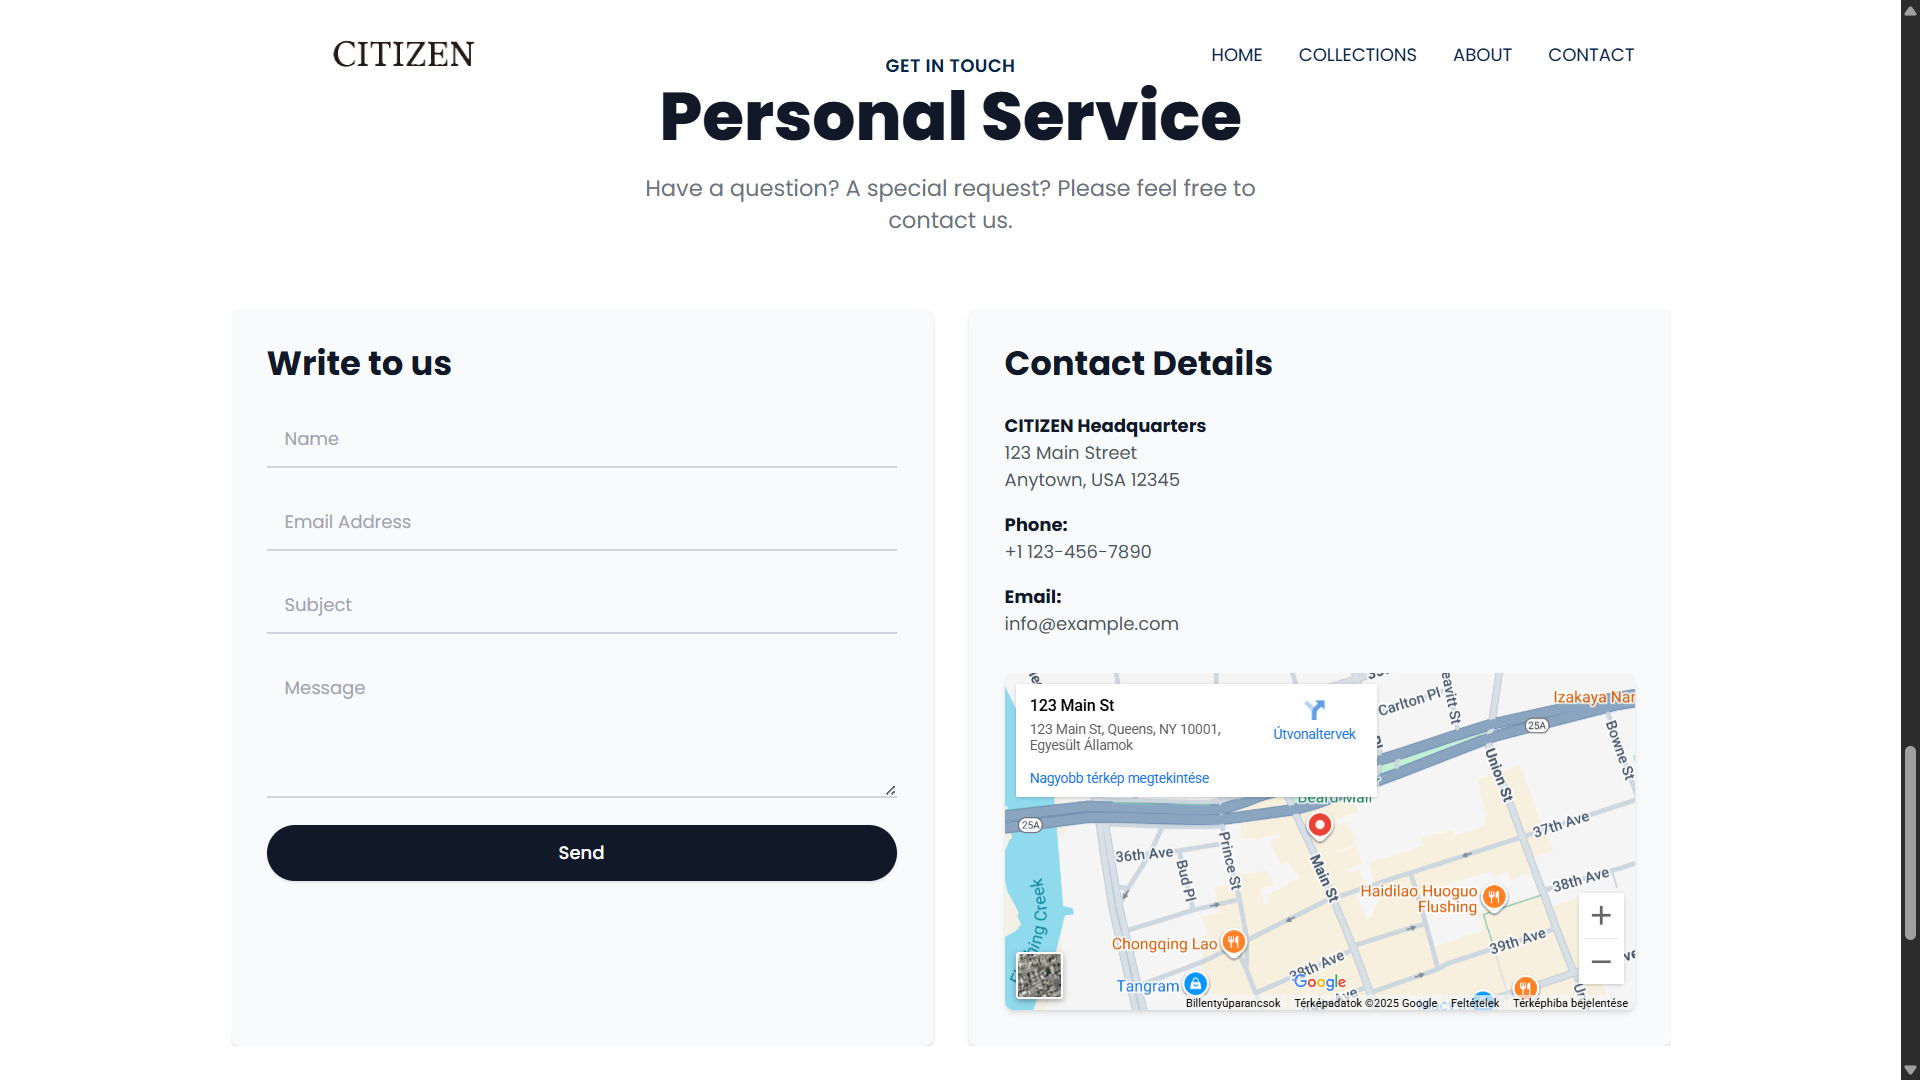 CITIZEN
HOME
COLLECTIONS
ABOUT
CONTACT
GET IN TOUCH
Personal Service
Have a question? A special request? Please feel free to
contact us.
Write to us
Name
Email Address
Subject
Message
Send
Contact Details
CITIZEN Headquarters
123 Main Street
Anytown, USA 12345
Phone:
+1 123-456-7890
Email:
info@example.com
123 Main St
123 Main St, Queens, NY 10001,
Egyesült Államok
Útvonaltervek
Nagyobb térkép megtekintése
Carlton Pl
Izakaya
25A
Bowne St
Union St
25A
37th Ave
36th Ave
Prince St
Bud Pl
Main St
38th Ave
Haidilao Huoguo
Flushing
39th Ave
Chongqing Lao
38th Ave
Tangram
Google
Billentyűparancsok
Térképadatok ©2025 Google
Feltételek
Térképhiba bejelentése